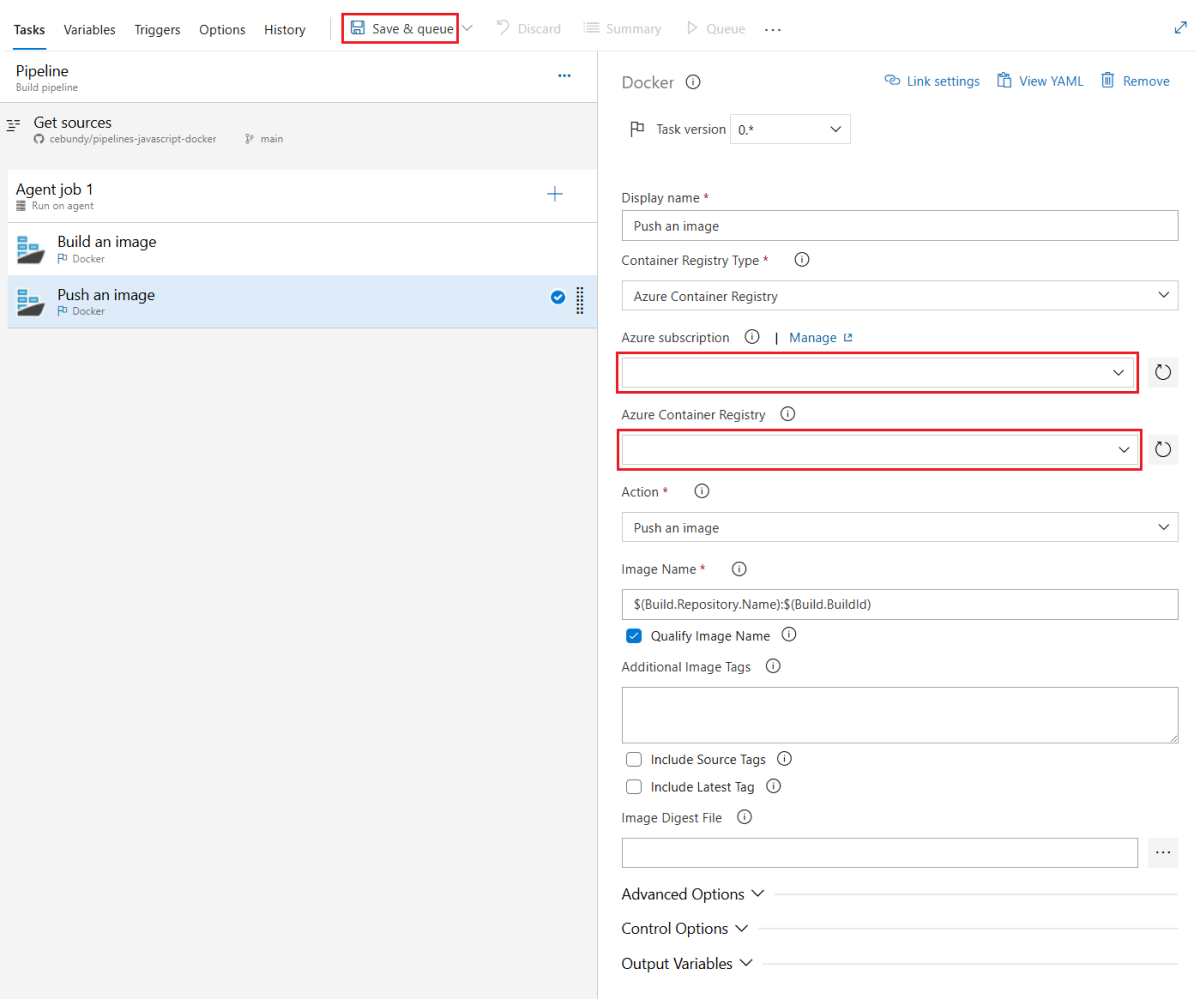 Tasks Variables Triggers Options History Save & queue Discard Summary Queue ...
Pipeline
Build pipeline
Get sources
cebundy/pipelines-javascript-docker main
Agent job 1
Run on agent
Build an image
Docker
Push an image
Docker
Docker Link settings View YAML Remove
Task version 0.*
Display name *
Push an image
Container Registry Type *
Azure Container Registry
Azure subscription | Manage
Azure Container Registry
Action *
Push an image
Image Name *
$(Build.Repository.Name):$(Build.BuildId)
Qualify Image Name
Additional Image Tags
Include Source Tags
Include Latest Tag
Image Digest File
Advanced Options
Control Options
Output Variables